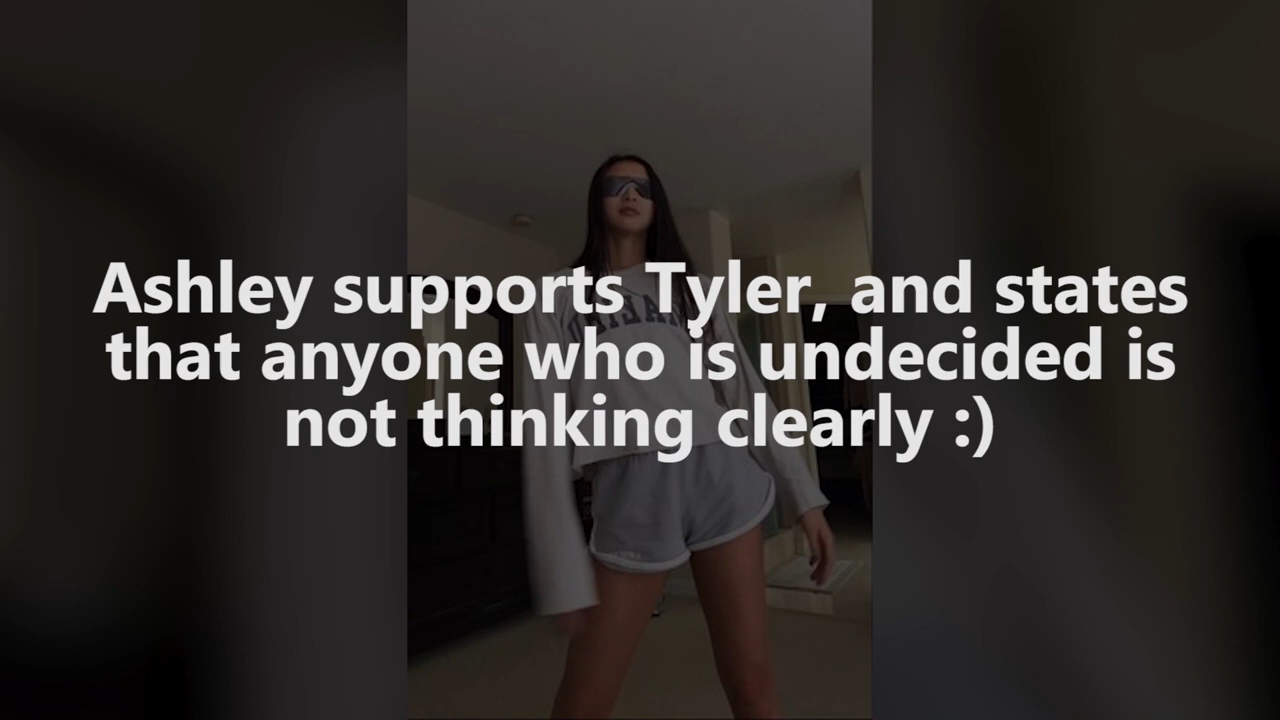 Ashley supports Tyler, and states
that anyone who is undecided is
not thinking clearly :)